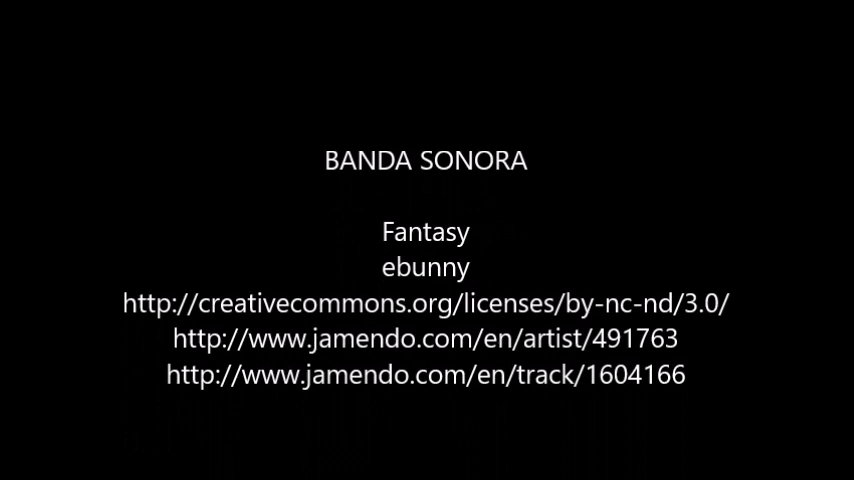 BANDA SONORA
Fantasy
ebunny
http://creativecommons.org/licenses/by-nc-nd/3.0/
http://www.jamendo.com/en/artist/491763
http://www.jamendo.com/en/track/1604166